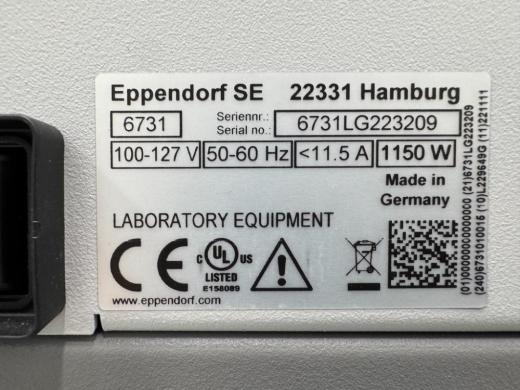 Eppendorf SE 22331 Hamburg
6731 Seriennr.: Serial no.: 6731LG223209
100-127 V 50-60 Hz <11.5 A 1150 W
Made in
Germany
LABORATORY EQUIPMENT
CE C UL US
LISTED
E158089
www.eppendorf.com
(01)00000000000000 (21)6731LG223209
(240)6731010015 (10)L229649G (11)221111